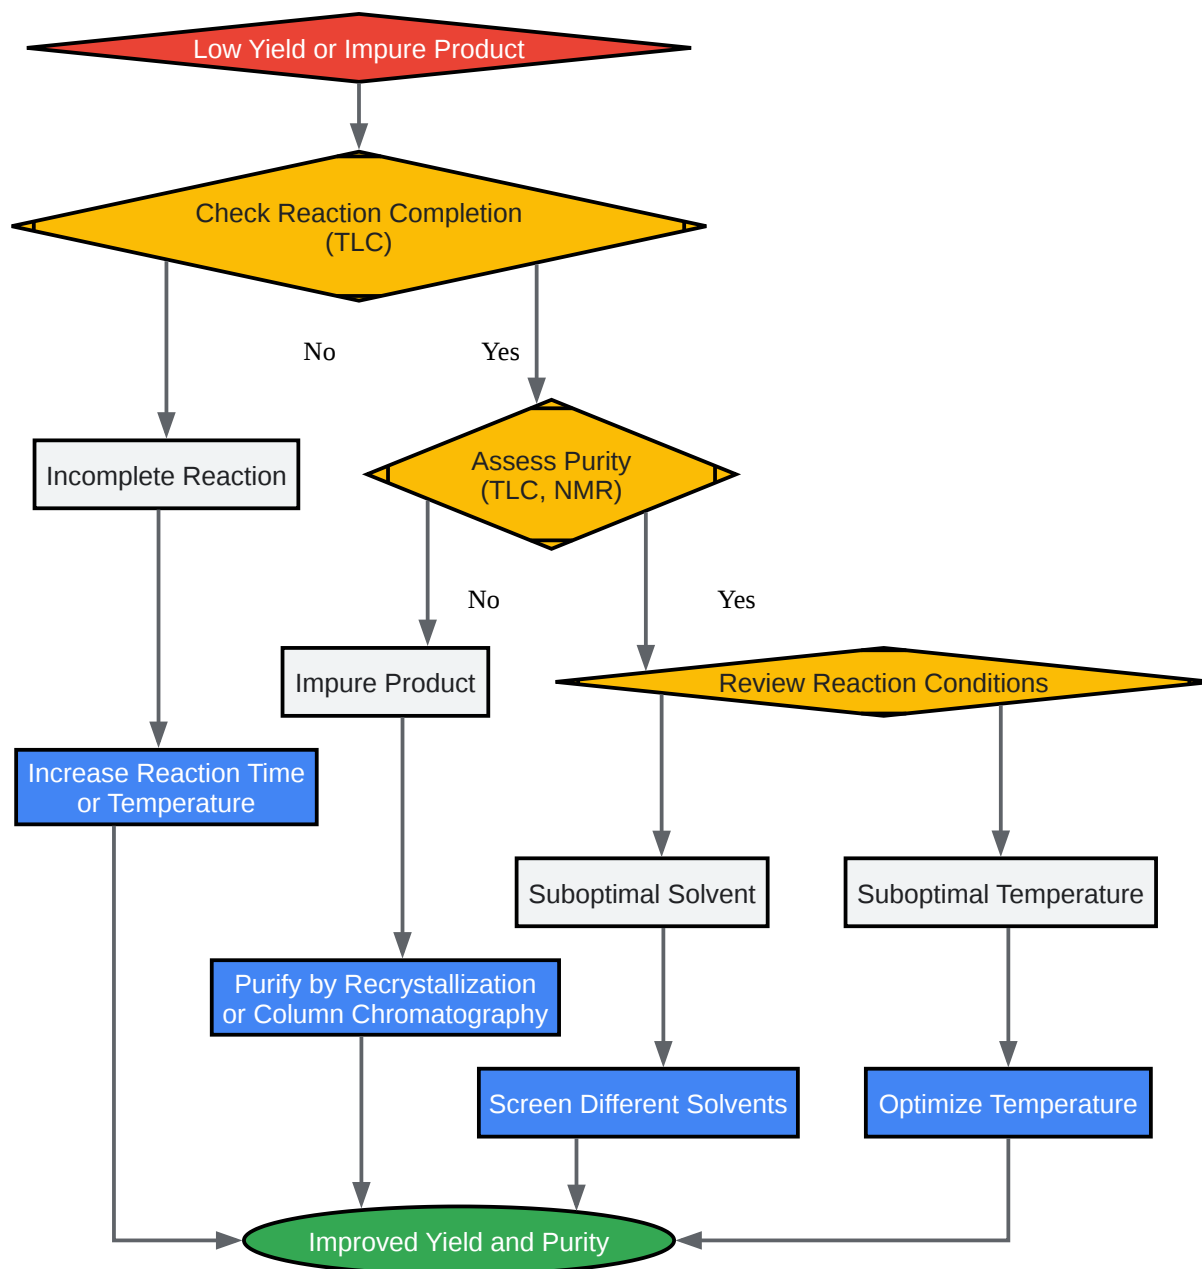 Low Yield or Impure Product
Check Reaction Completion
(TLC)
No
Yes
Incomplete Reaction
Assess Purity
(TLC, NMR)
No
Yes
Impure Product
Review Reaction Conditions
Increase Reaction Time
or Temperature
Suboptimal Solvent
Suboptimal Temperature
Purify by Recrystallization
or Column Chromatography
Screen Different Solvents
Optimize Temperature
Improved Yield and Purity